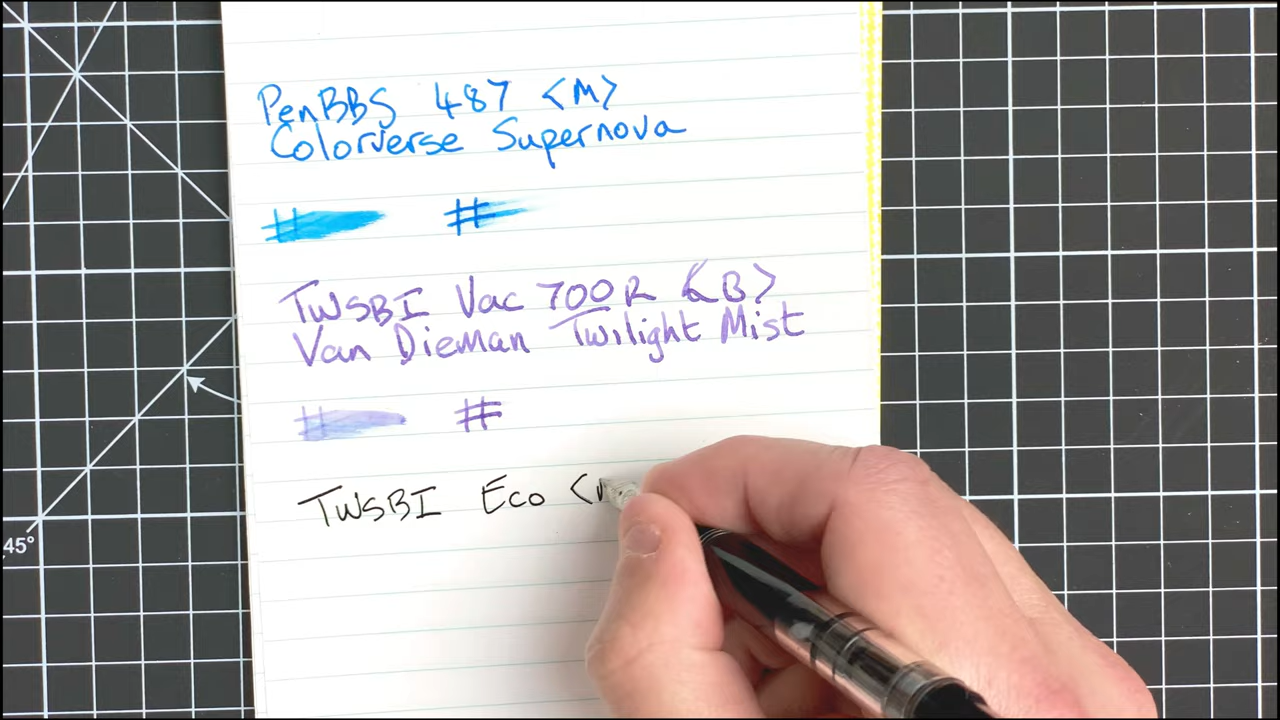 PenBBS 487 <M>
Colorverse Supernova
# #
TWSBI Vac 700R <B>
Van Dieman Twilight Mist
# #
TWSBI Eco <
45°